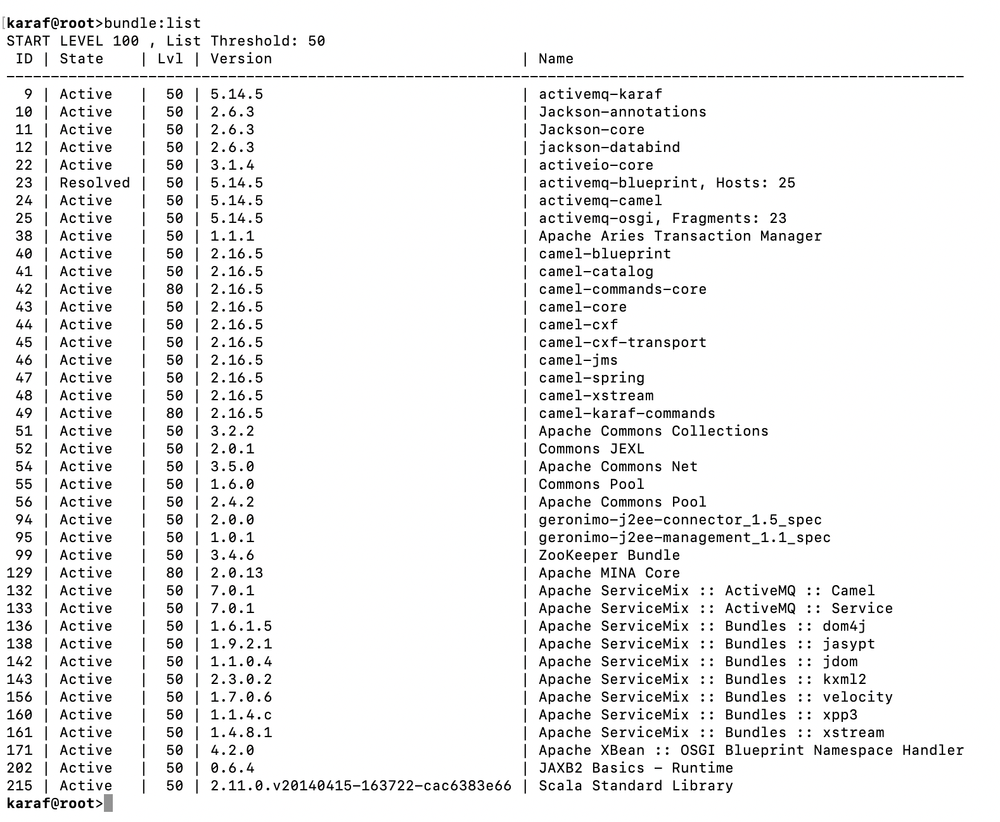 karaf@root>bundle:list
START LEVEL 100 , List Threshold: 50
 ID | State    | Lvl | Version                            | Name
------------------------------------------------------------------------------------------------------------
  9 | Active   |  50 | 5.14.5                             | activemq-karaf
 10 | Active   |  50 | 2.6.3                              | Jackson-annotations
 11 | Active   |  50 | 2.6.3                              | Jackson-core
 12 | Active   |  50 | 2.6.3                              | jackson-databind
 22 | Active   |  50 | 3.1.4                              | activeio-core
 23 | Resolved |  50 | 5.14.5                             | activemq-blueprint, Hosts: 25
 24 | Active   |  50 | 5.14.5                             | activemq-camel
 25 | Active   |  50 | 5.14.5                             | activemq-osgi, Fragments: 23
 38 | Active   |  50 | 1.1.1                              | Apache Aries Transaction Manager
 40 | Active   |  50 | 2.16.5                             | camel-blueprint
 41 | Active   |  50 | 2.16.5                             | camel-catalog
 42 | Active   |  80 | 2.16.5                             | camel-commands-core
 43 | Active   |  50 | 2.16.5                             | camel-core
 44 | Active   |  50 | 2.16.5                             | camel-cxf
 45 | Active   |  50 | 2.16.5                             | camel-cxf-transport
 46 | Active   |  50 | 2.16.5                             | camel-jms
 47 | Active   |  50 | 2.16.5                             | camel-spring
 48 | Active   |  50 | 2.16.5                             | camel-xstream
 49 | Active   |  80 | 2.16.5                             | camel-karaf-commands
 51 | Active   |  50 | 3.2.2                              | Apache Commons Collections
 52 | Active   |  50 | 2.0.1                              | Commons JEXL
 54 | Active   |  50 | 3.5.0                              | Apache Commons Net
 55 | Active   |  50 | 1.6.0                              | Commons Pool
 56 | Active   |  50 | 2.4.2                              | Apache Commons Pool
 94 | Active   |  50 | 2.0.0                              | geronimo-j2ee-connector_1.5_spec
 95 | Active   |  50 | 1.0.1                              | geronimo-j2ee-management_1.1_spec
 99 | Active   |  50 | 3.4.6                              | ZooKeeper Bundle
129 | Active   |  80 | 2.0.13                             | Apache MINA Core
132 | Active   |  50 | 7.0.1                              | Apache ServiceMix :: ActiveMQ :: Camel
133 | Active   |  50 | 7.0.1                              | Apache ServiceMix :: ActiveMQ :: Service
136 | Active   |  50 | 1.6.1.5                            | Apache ServiceMix :: Bundles :: dom4j
138 | Active   |  50 | 1.9.2.1                            | Apache ServiceMix :: Bundles :: jasypt
142 | Active   |  50 | 1.1.0.4                            | Apache ServiceMix :: Bundles :: jdom
143 | Active   |  50 | 2.3.0.2                            | Apache ServiceMix :: Bundles :: kxml2
156 | Active   |  50 | 1.7.0.6                            | Apache ServiceMix :: Bundles :: velocity
160 | Active   |  50 | 1.1.4.c                            | Apache ServiceMix :: Bundles :: xpp3
161 | Active   |  50 | 1.4.8.1                            | Apache ServiceMix :: Bundles :: xstream
171 | Active   |  50 | 4.2.0                              | Apache XBean :: OSGI Blueprint Namespace Handler
202 | Active   |  50 | 0.6.4                              | JAXB2 Basics - Runtime
215 | Active   |  50 | 2.11.0.v20140415-163722-cac6383e66 | Scala Standard Library
karaf@root>